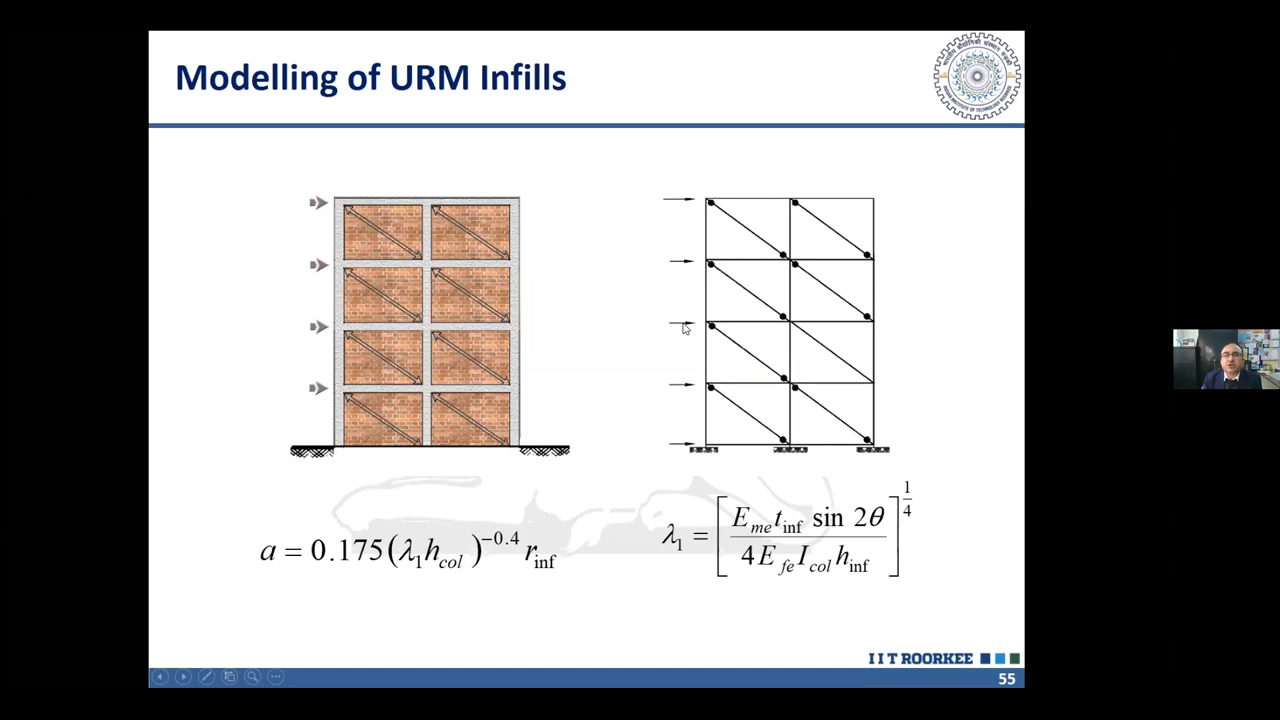 Modelling of URM Infills
a = 0.175(λ₁h_col)^−0.4 r_inf
λ₁ = [E_me t_inf sin 2θ / 4E_fe I_col h_inf]^1/4
I I T ROORKEE
55